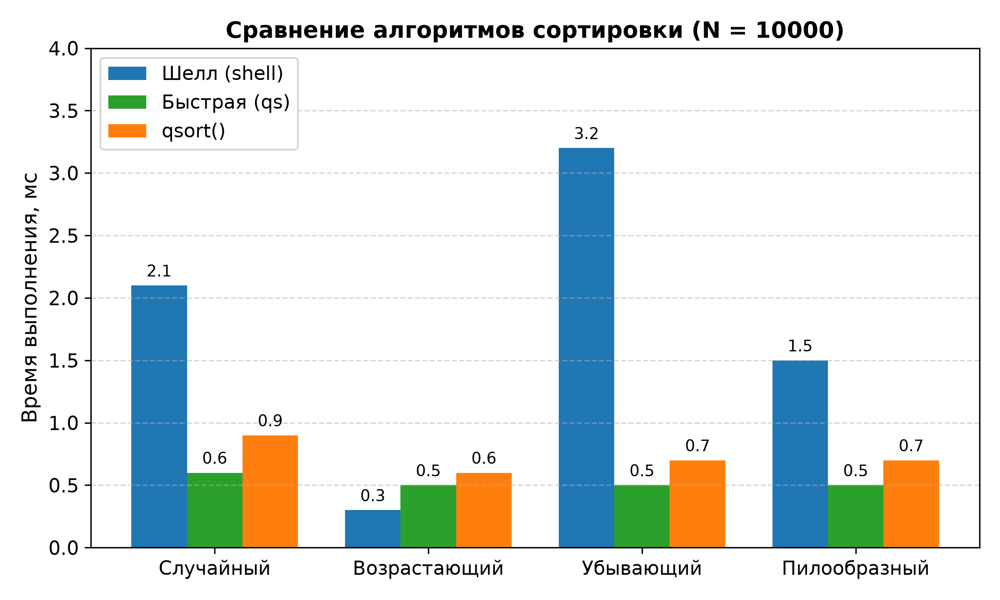 Сравнение алгоритмов сортировки (N = 10000)
Шелл (shell)
Быстрая (qs)
qsort()
Время выполнения, мс
4.0
3.5
3.0
2.5
2.0
1.5
1.0
0.5
0.0
2.1
0.6
0.9
0.3
0.5
0.6
3.2
0.5
0.7
1.5
0.5
0.7
Случайный
Возрастающий
Убывающий
Пилообразный